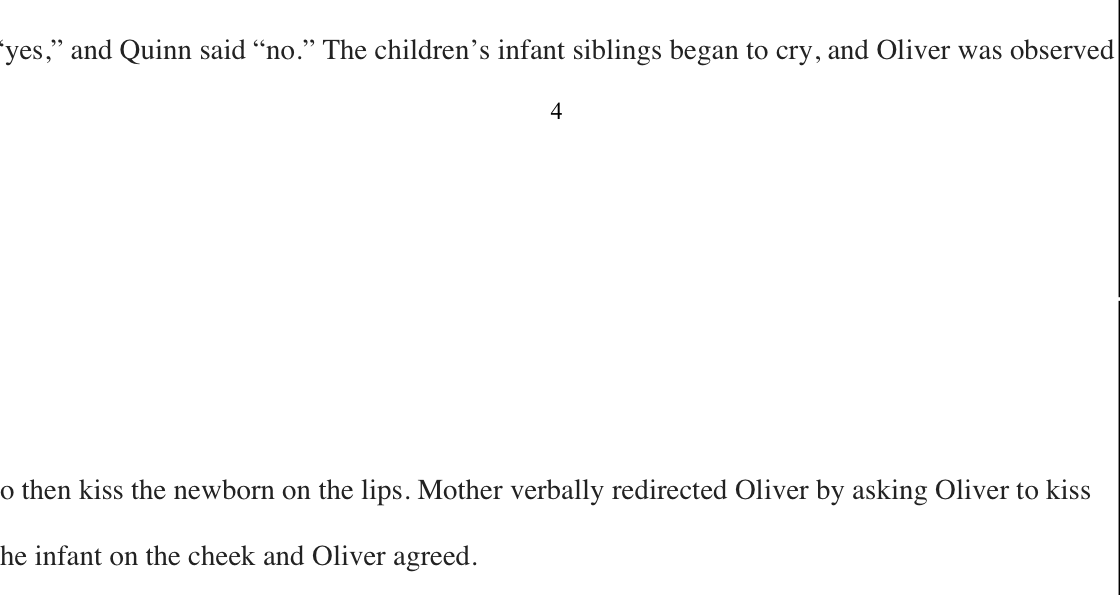 “yes,” and Quinn said “no.” The children’s infant siblings began to cry, and Oliver was observed
4
o then kiss the newborn on the lips. Mother verbally redirected Oliver by asking Oliver to kiss
he infant on the cheek and Oliver agreed.